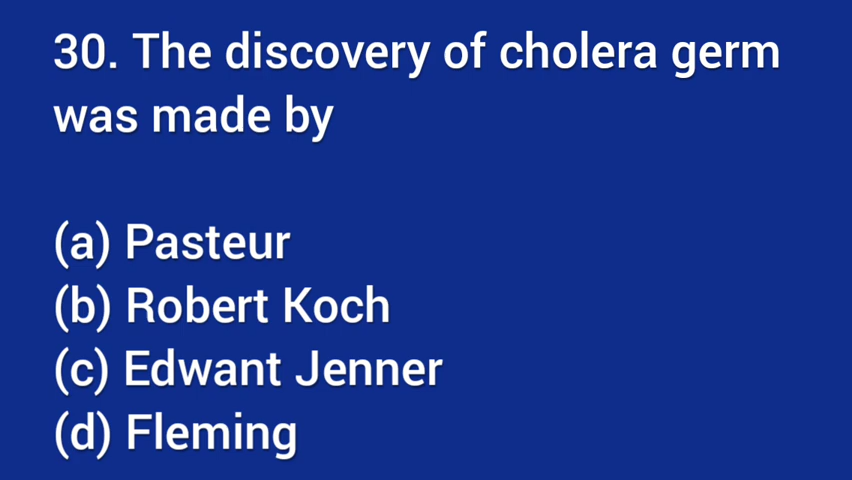 30. The discovery of cholera germ
was made by
(a) Pasteur
(b) Robert Koch
(c) Edwant Jenner
(d) Fleming